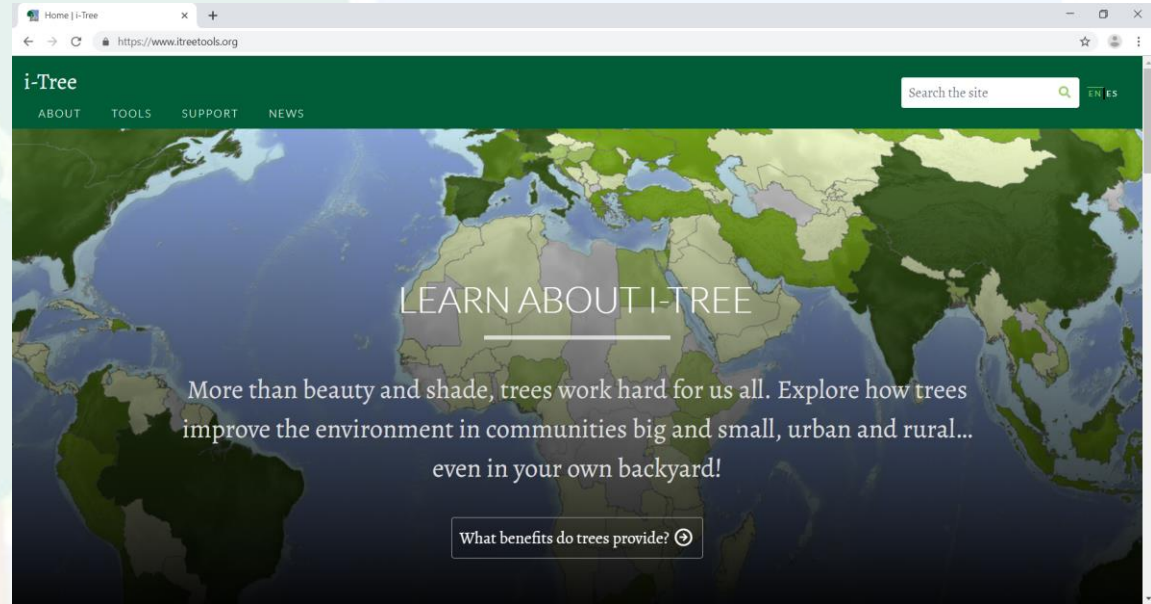 Home | i-Tree
https://www.itreetools.org
i-Tree
Search the site
EN ES
ABOUT TOOLS SUPPORT NEWS
LEARN ABOUT I-TREE
More than beauty and shade, trees work hard for us all. Explore how trees
improve the environment in communities big and small, urban and rural...
even in your own backyard!
What benefits do trees provide?